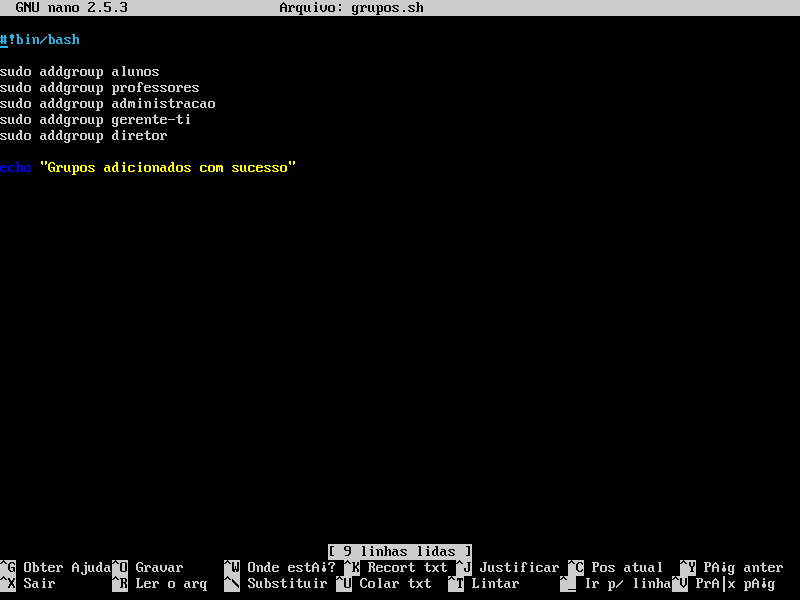 GNU nano 2.5.3 Arquivo: grupos.sh
#!bin/bash
sudo addgroup alunos
sudo addgroup professores
sudo addgroup administracao
sudo addgroup gerente-ti
sudo addgroup diretor
echo "Grupos adicionados com sucesso"
[ 9 linhas lidas ]
^G Obter Ajuda ^O Gravar ^W Onde estÃ¡? ^K Recort txt ^J Justificar ^C Pos atual ^Y PÃ¡g anter
^X Sair ^R Ler o arq ^\ Substituir ^U Colar txt ^T Lintar ^_ Ir p/ linha ^V PrÃ³x pÃ¡g